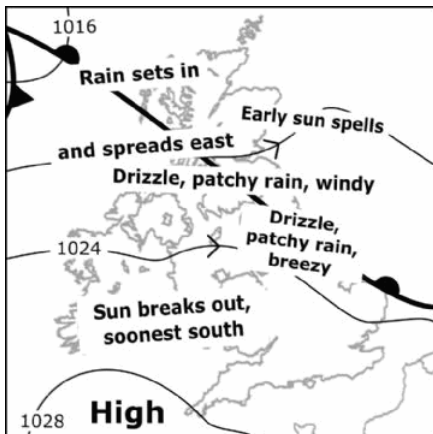 1016
Rain sets in
Early sun spells
and spreads east
Drizzle, patchy rain, windy
Drizzle,
patchy rain,
breezy
1024
Sun breaks out,
soonest south
1028
High